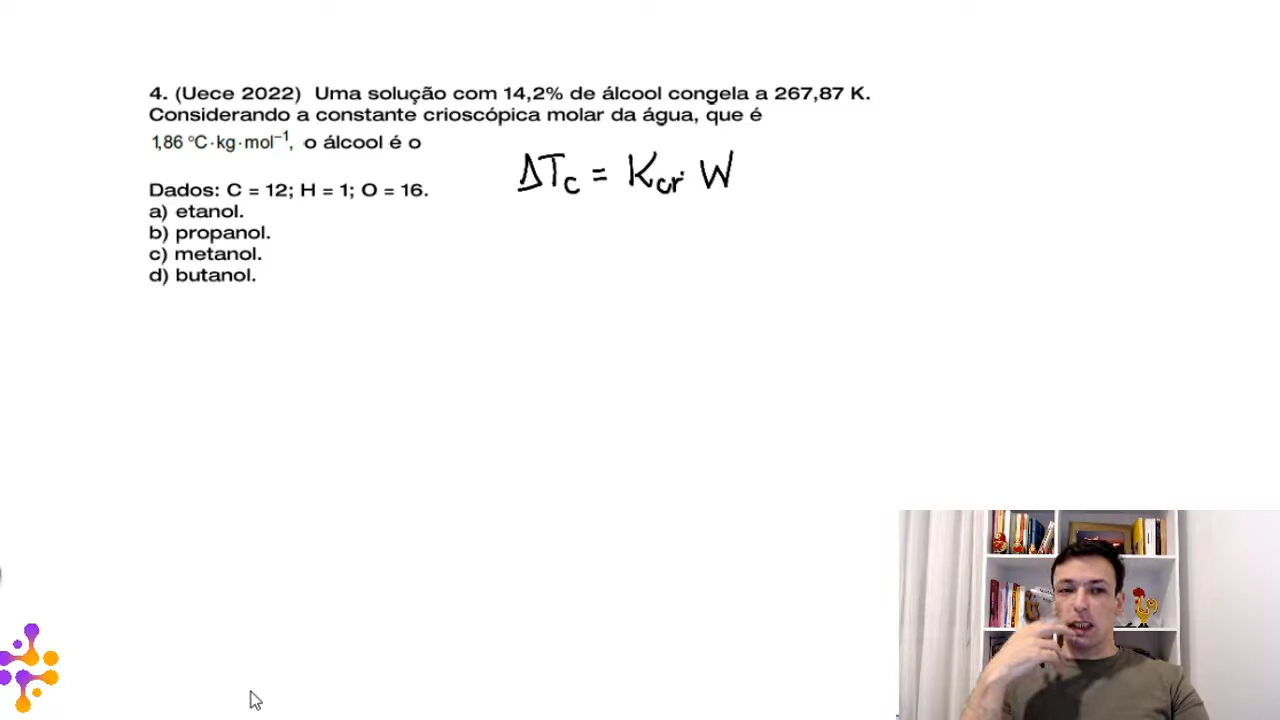 4. (Uece 2022) Uma solução com 14,2% de álcool congela a 267,87 K.
Considerando a constante crioscópica molar da água, que é
1,86 °C·kg·mol⁻¹, o álcool é o
ΔTc = Kcr. W
Dados: C = 12; H = 1; O = 16.
a) etanol.
b) propanol.
c) metanol.
d) butanol.